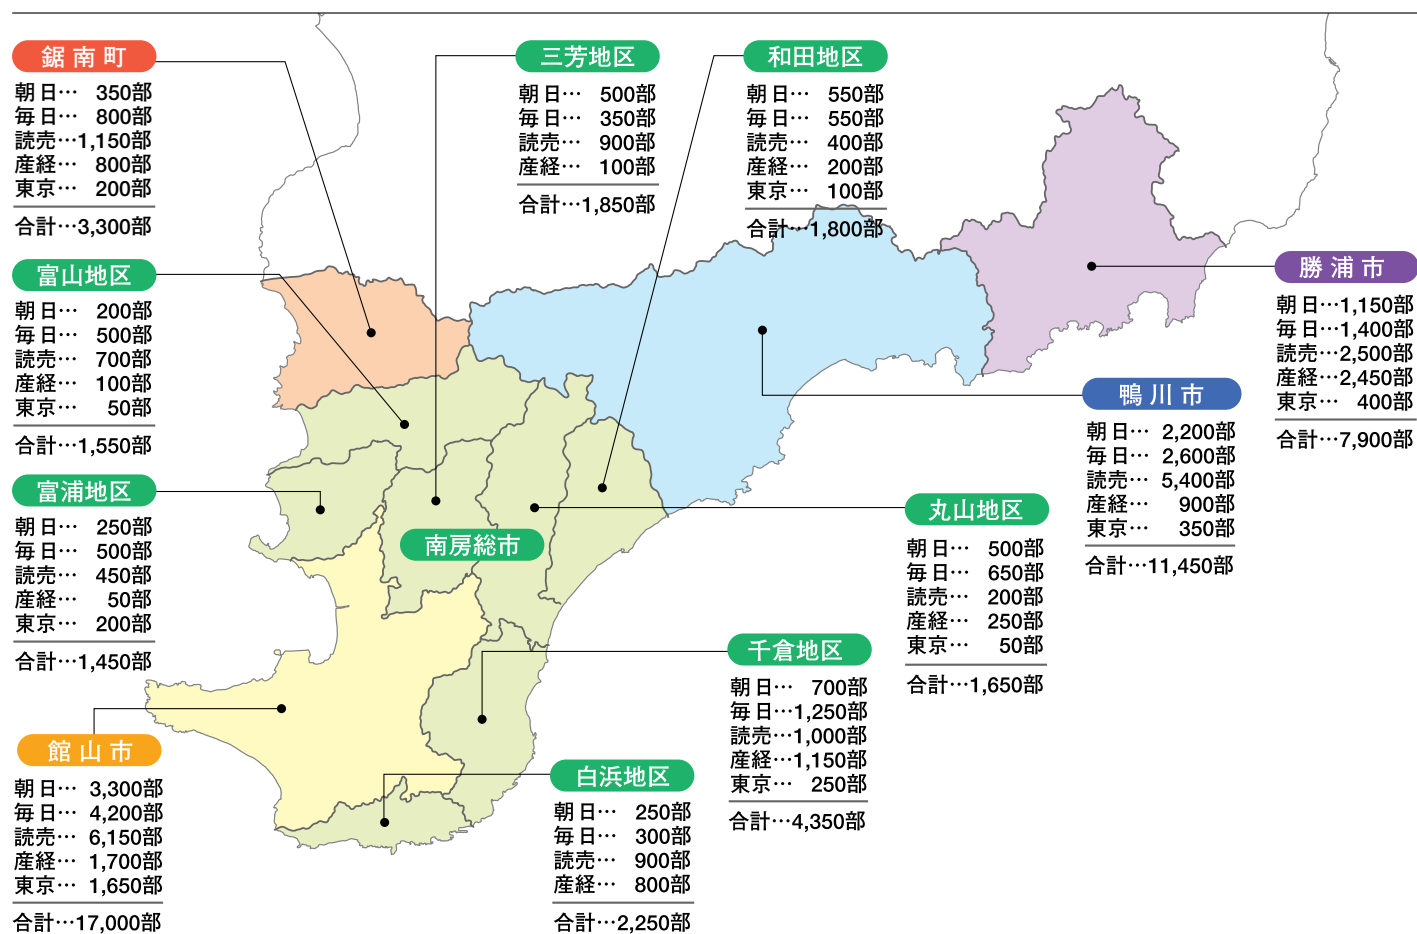 鋸南町
朝日… 350部
毎日… 800部
読売…1,150部
産経… 800部
東京… 200部
合計…3,300部
三芳地区
朝日… 500部
毎日… 350部
読売… 900部
産経… 100部
合計…1,850部
和田地区
朝日… 550部
毎日… 550部
読売… 400部
産経… 200部
東京… 100部
合計…1,800部
富山地区
朝日… 200部
毎日… 500部
読売… 700部
産経… 100部
東京… 50部
合計…1,550部
勝浦市
朝日…1,150部
毎日…1,400部
読売…2,500部
産経…2,450部
東京… 400部
合計…7,900部
鴨川市
朝日… 2,200部
毎日… 2,600部
読売… 5,400部
産経… 900部
東京… 350部
合計…11,450部
富浦地区
朝日… 250部
毎日… 500部
読売… 450部
産経… 50部
東京… 200部
合計…1,450部
南房総市
丸山地区
朝日… 500部
毎日… 650部
読売… 200部
産経… 250部
東京… 50部
合計…1,650部
千倉地区
朝日… 700部
毎日…1,250部
読売…1,000部
産経…1,150部
東京… 250部
合計…4,350部
館山市
朝日… 3,300部
毎日… 4,200部
読売… 6,150部
産経… 1,700部
東京… 1,650部
合計…17,000部
白浜地区
朝日… 250部
毎日… 300部
読売… 900部
産経… 800部
合計…2,250部